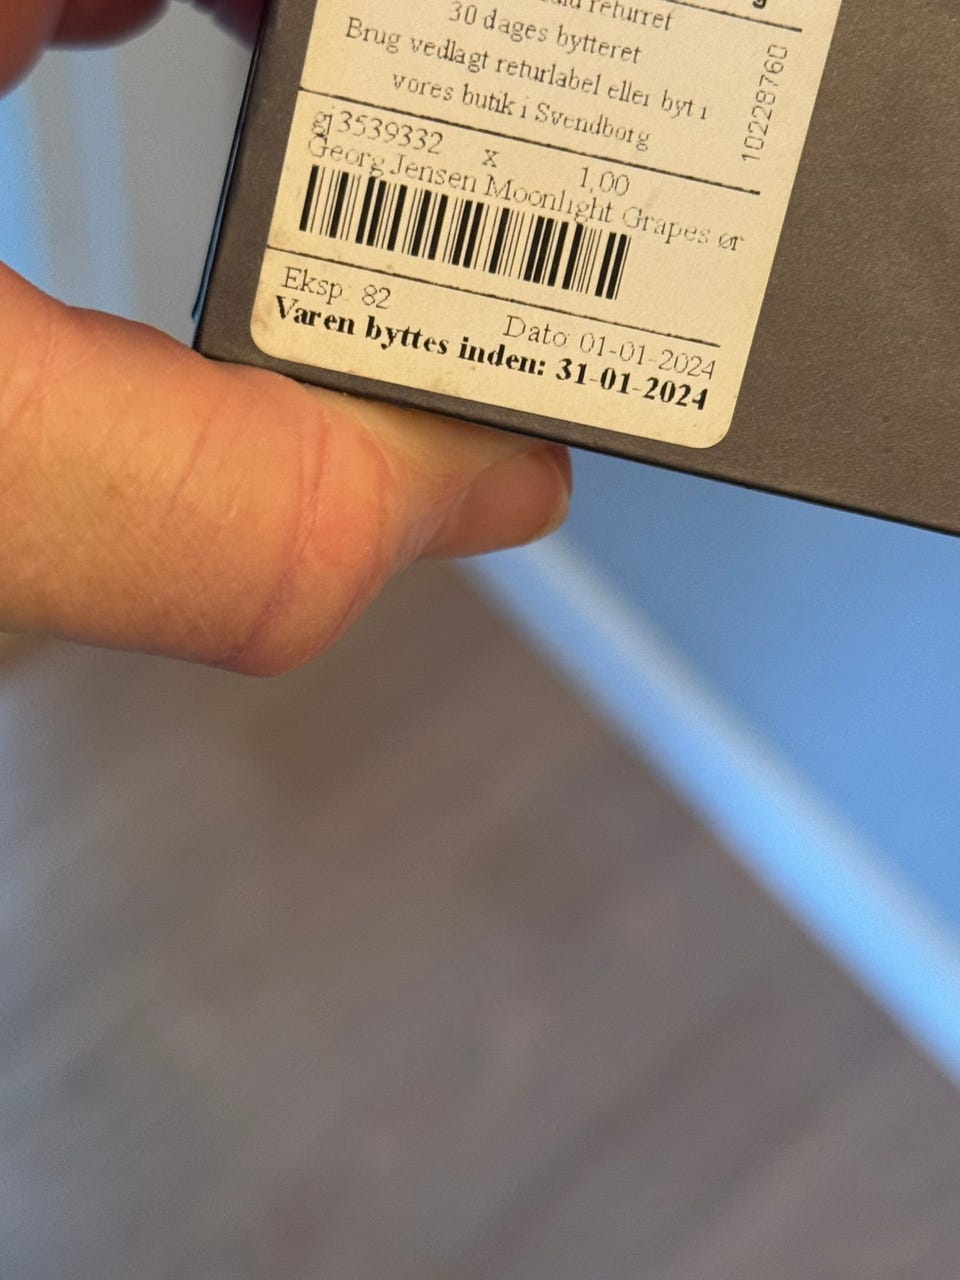 returret
30 dages bytteret
Brug vedlagt returlabel eller byt i
vores butik i Svendborg
10228760
gj3539332 x 1,00
Georg Jensen Moonlight Grapes ør
Eksp: 82 Dato: 01-01-2024
Varen byttes inden: 31-01-2024